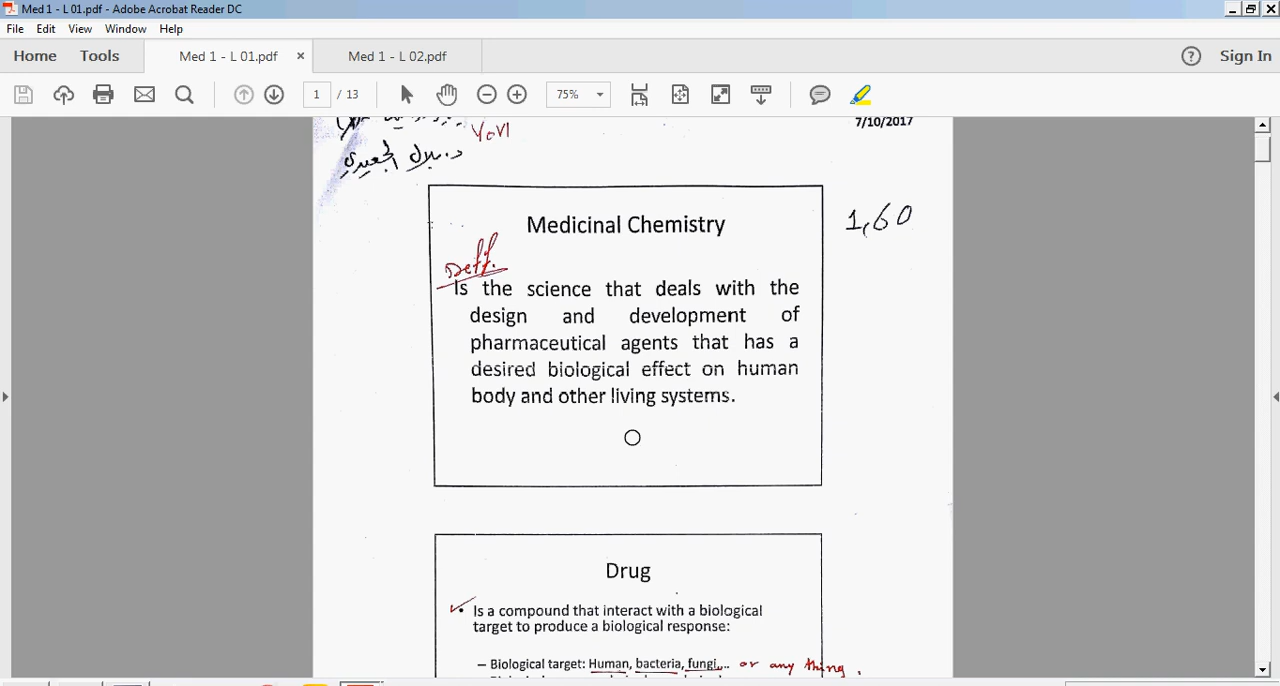 Med 1 - L 01.pdf - Adobe Acrobat Reader DC
File Edit View Window Help
Home Tools Med 1 - L 01.pdf × Med 1 - L 02.pdf ? Sign In
1 / 13 75%
7/10/2017
1,60
Medicinal Chemistry
Deff.
Is the science that deals with the
design and development of
pharmaceutical agents that has a
desired biological effect on human
body and other living systems.
Drug
• Is a compound that interact with a biological
target to produce a biological response:
– Biological target: Human, bacteria, fungi... or any thing.